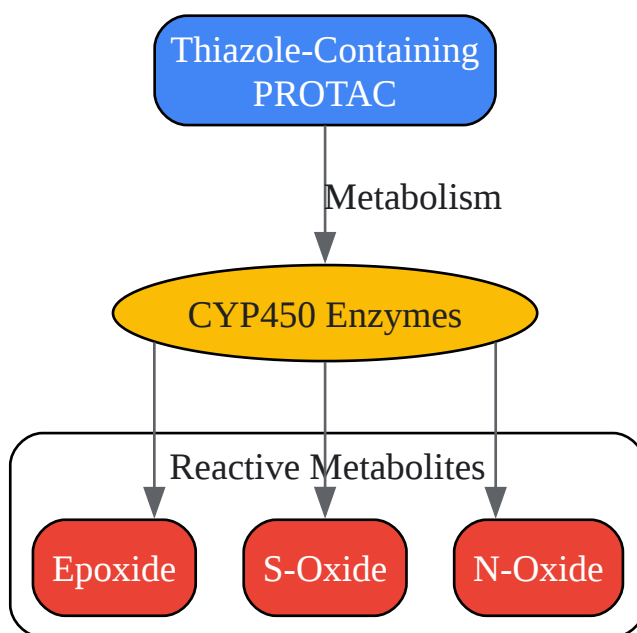 Thiazole-Containing
PROTAC
Metabolism
CYP450 Enzymes
Reactive Metabolites
Epoxide
S-Oxide
N-Oxide